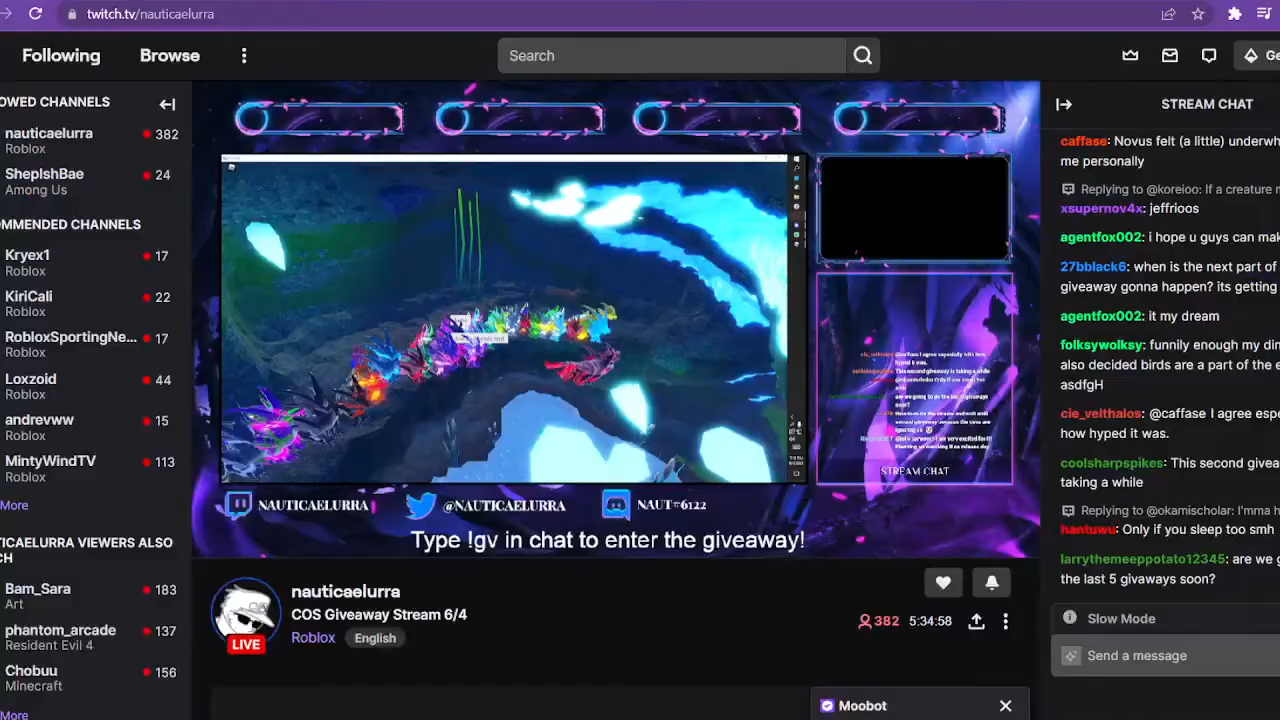 twitch.tv/nauticaelurra
Following
Browse
Search
Ge
OWED CHANNELS
nauticaelurra
382
Roblox
ShepIshBae
24
Among Us
MMENDED CHANNELS
Kryex1
17
Roblox
KiriCali
22
Roblox
RobloxSportingNe...
17
Roblox
Loxzoid
44
Roblox
andrevww
15
Roblox
MintyWindTV
113
Roblox
More
TICAELURRA VIEWERS ALSO
CH
Bam_Sara
183
Art
phantom_arcade
137
Resident Evil 4
Chobuu
156
Minecraft
More
STREAM CHAT
NAUTICAELURRA
@NAUTICAELURRA
NAUT#6122
Type !gv in chat to enter the giveaway!
LIVE
nauticaelurra
COS Giveaway Stream 6/4
Roblox
English
382
5:34:58
Moobot
STREAM CHAT
caffase: Novus felt (a little) underwh
me personally
Replying to @koreioo: If a creature r
xsupernov4x: jeffrioos
agentfox002: i hope u guys can mak
27bblack6: when is the next part of
giveaway gonna happen? its getting
agentfox002: it my dream
folksywolksy: funnily enough my din
also decided birds are a part of the e
asdfgH
cie_veithalos: @caffase I agree esp
how hyped it was.
coolsharpspikes: This second givea
taking a while
Replying to @okamischolar: I'mma h
hantuwu: Only if you sleep too smh
larrythemeeppotato12345: are we g
the last 5 givaways soon?
Slow Mode
Send a message